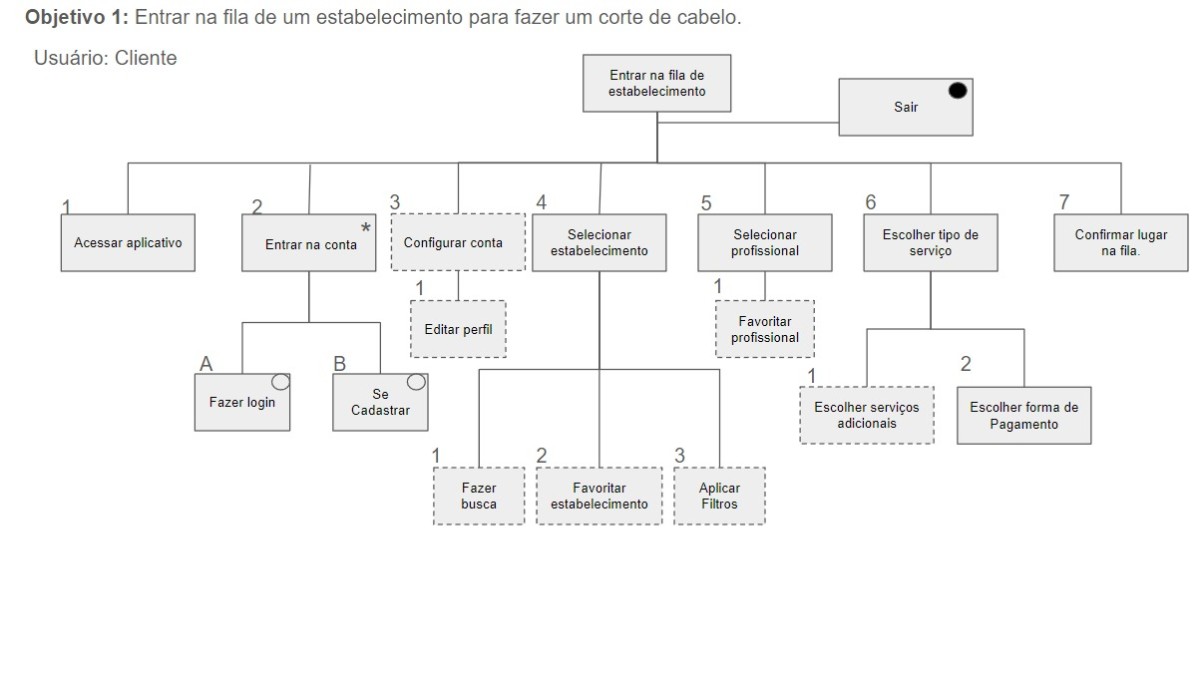 Objetivo 1: Entrar na fila de um estabelecimento para fazer um corte de cabelo.
Usuário: Cliente
Entrar na fila de
estabelecimento
Sair
1
Acessar aplicativo
2
Entrar na conta
*
3
Configurar conta
4
Selecionar
estabelecimento
5
Selecionar
profissional
6
Escolher tipo de
serviço
7
Confirmar lugar
na fila.
1
Editar perfil
1
Favoritar
profissional
A
Fazer login
B
Se
Cadastrar
1
Escolher serviços
adicionais
2
Escolher forma de
Pagamento
1
Fazer
busca
2
Favoritar
estabelecimento
3
Aplicar
Filtros